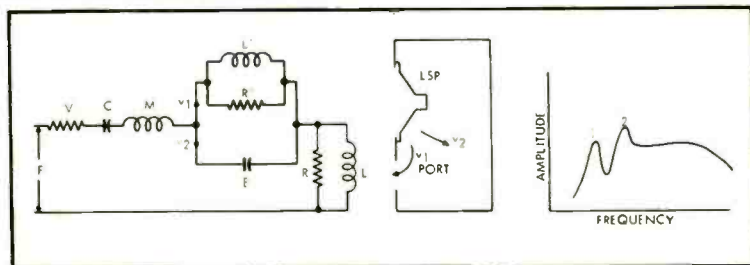 V
C
M
L'
R'
v1
v2
E
F
R
L
LSP
v2
v1
PORT
AMPLITUDE
1
2
FREQUENCY